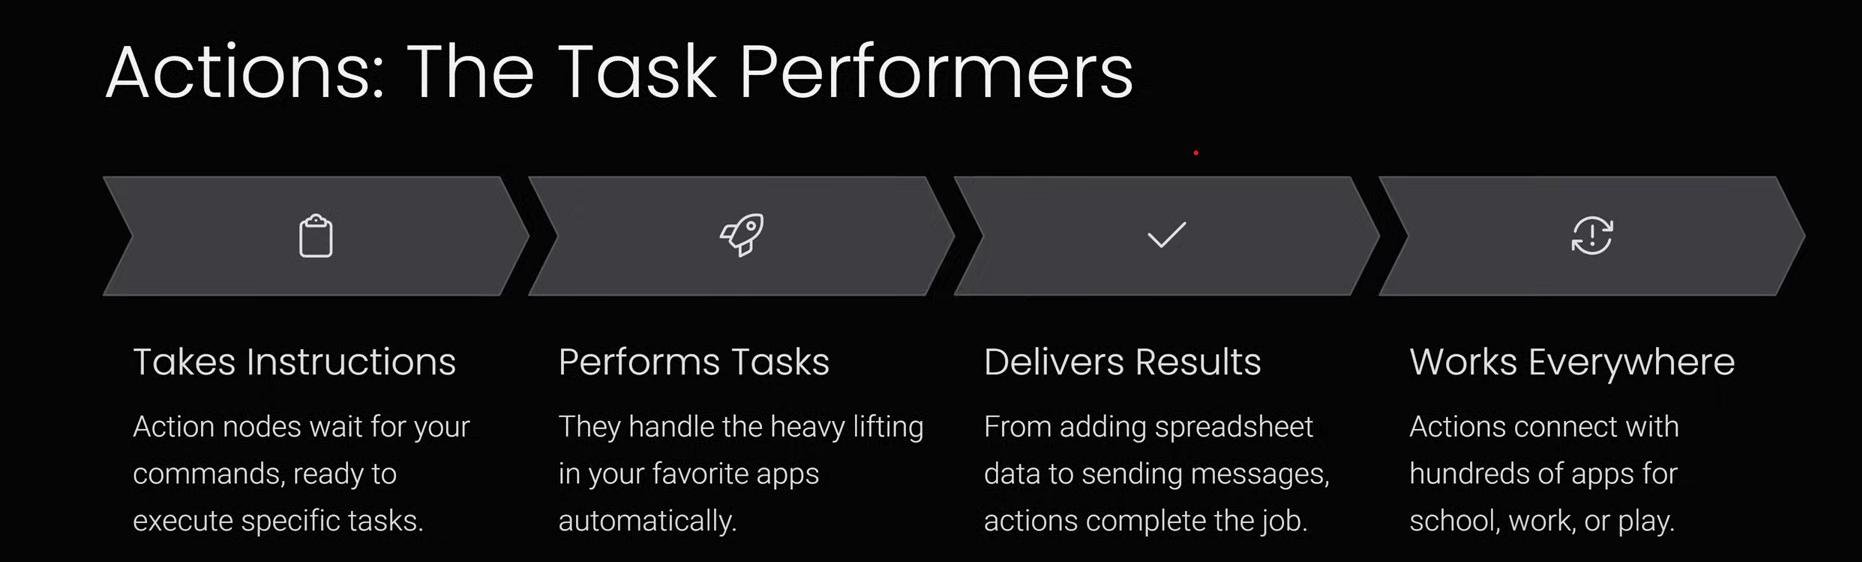 Actions: The Task Performers
Takes Instructions
Action nodes wait for your
commands, ready to
execute specific tasks.
Performs Tasks
They handle the heavy lifting
in your favorite apps
automatically.
Delivers Results
From adding spreadsheet
data to sending messages,
actions complete the job.
Works Everywhere
Actions connect with
hundreds of apps for
school, work, or play.